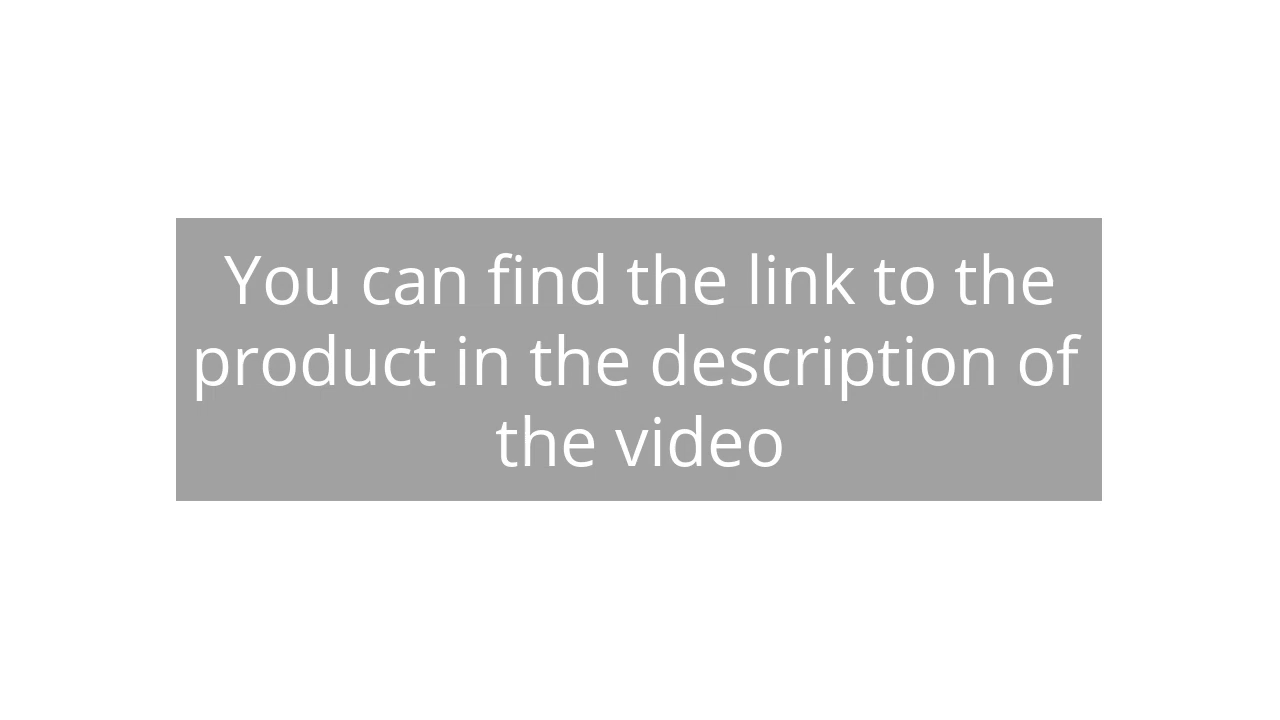 You can find the link to the
product in the description of
the video